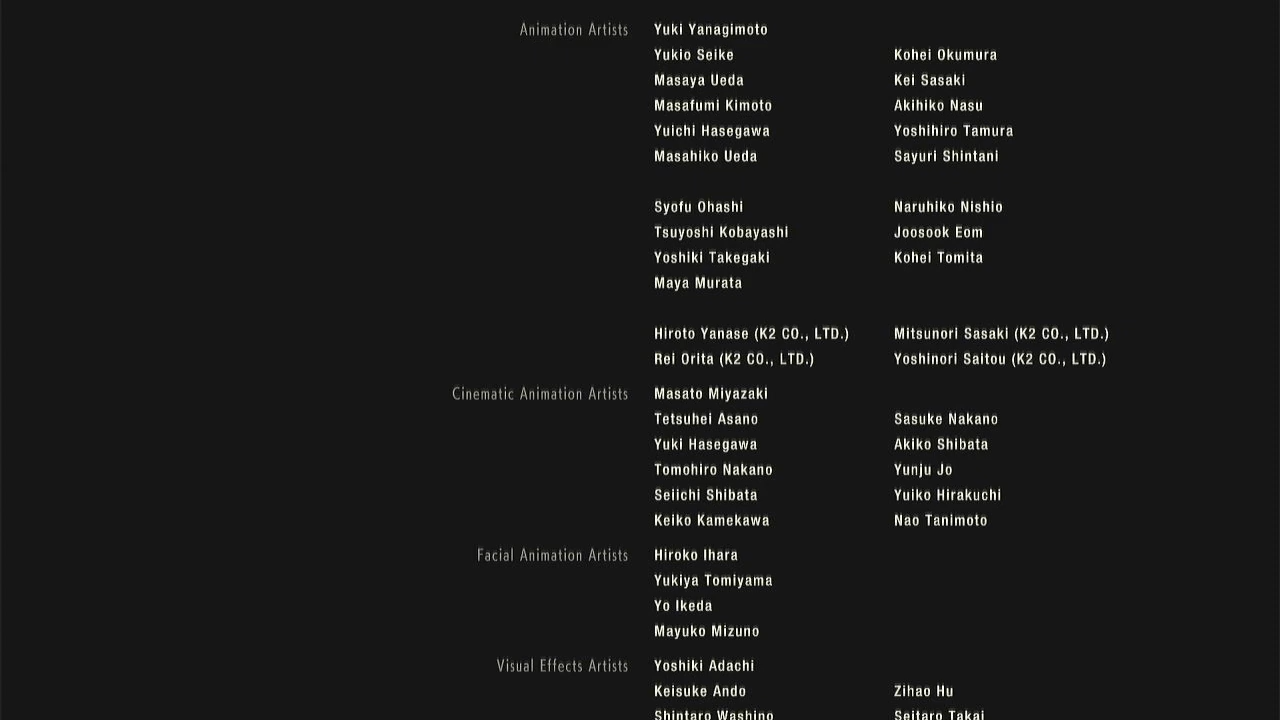 Animation Artists Yuki Yanagimoto
Yukio Seike Kohei Okumura
Masaya Ueda Kei Sasaki
Masafumi Kimoto Akihiko Nasu
Yuichi Hasegawa Yoshihiro Tamura
Masahiko Ueda Sayuri Shintani
Syofu Ohashi Naruhiko Nishio
Tsuyoshi Kobayashi Joosook Eom
Yoshiki Takegaki Kohei Tomita
Maya Murata
Hiroto Yanase (K2 CO., LTD.) Mitsunori Sasaki (K2 CO., LTD.)
Rei Orita (K2 CO., LTD.) Yoshinori Saitou (K2 CO., LTD.)
Cinematic Animation Artists Masato Miyazaki
Tetsuhei Asano Sasuke Nakano
Yuki Hasegawa Akiko Shibata
Tomohiro Nakano Yunju Jo
Seiichi Shibata Yuiko Hirakuchi
Keiko Kamekawa Nao Tanimoto
Facial Animation Artists Hiroko Ihara
Yukiya Tomiyama
Yo Ikeda
Mayuko Mizuno
Visual Effects Artists Yoshiki Adachi
Keisuke Ando Zihao Hu
Shintaro Washino Seitaro Takai